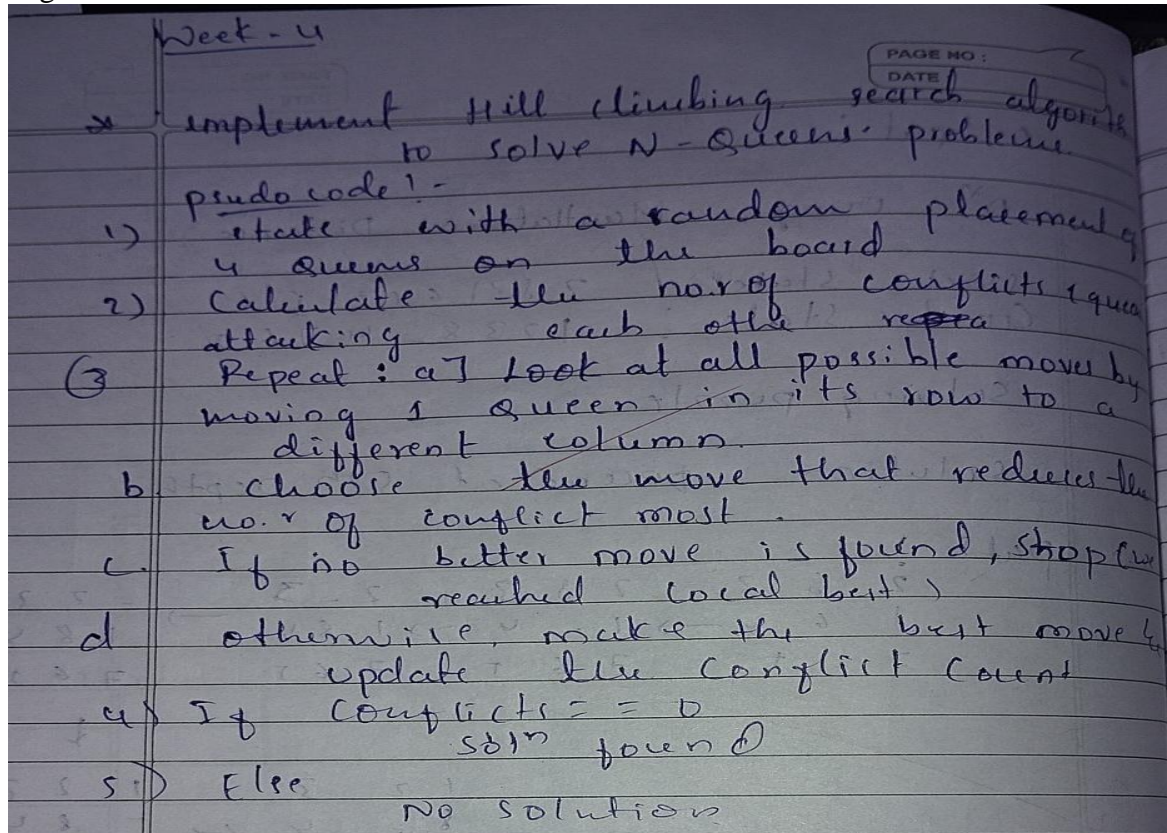 Week - 4
PAGE NO :
DATE
* implement Hill climbing search algorith
to solve N - Queens problem
psudo code : -
1) state with a random placement of
4 Queens on the board
2) Calculate the no. r of conflicts (quee
attacking each othe
3 Repeat : a] Look at all possible moves by
moving 1 Queen in its row to a
different column.
b choose the move that reduces the
no. r of conflict most .
c. If no better move is found, stop (we
reached local best )
d otherwise, make the best move &
update the conflict count
4) If Conflicts = = 0
soln found
5) Else
No solution